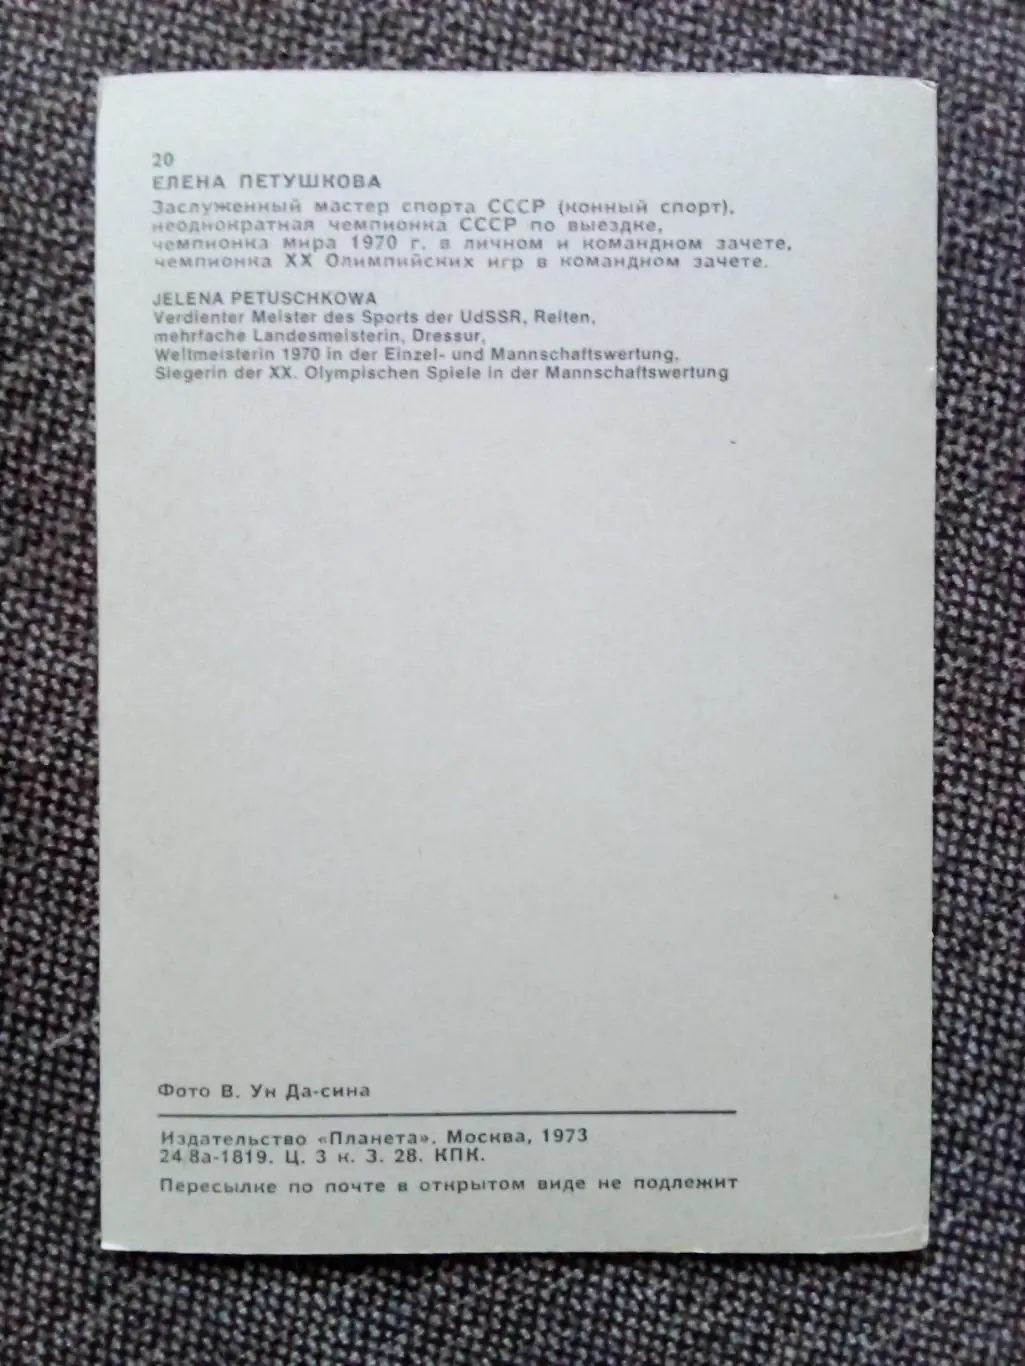 20
ЕЛЕНА ПЕТУШКОВА
Заслуженный мастер спорта СССР (конный спорт),
неоднократная чемпионка СССР по выездке,
чемпионка мира 1970 г. в личном и командном зачете,
чемпионка XX Олимпийских игр в командном зачете.
JELENA PETUSCHKOWA
Verdienter Meister des Sports der UdSSR, Reiten,
mehrfache Landesmeisterin, Dressur,
Weltmeisterin 1970 in der Einzel- und Mannschaftswertung,
Siegerin der XX. Olympischen Spiele in der Mannschaftswertung
Фото В. Ун Да-сина
Издательство «Планета». Москва, 1973
24 8а-1819. Ц. 3 к. З. 28. КПК.
Пересылке по почте в открытом виде не подлежит